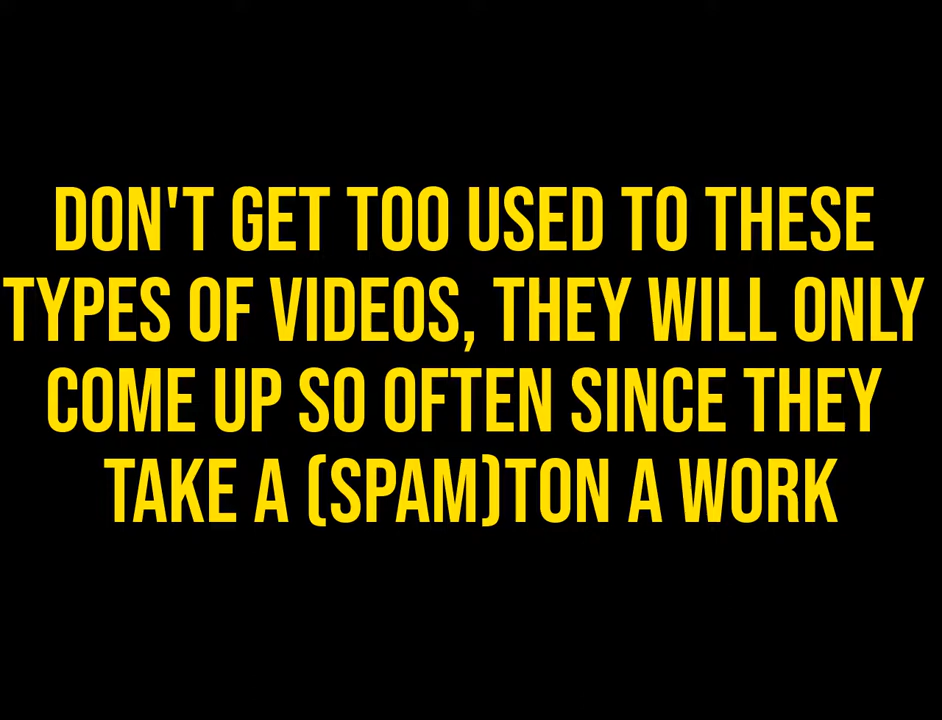 DON'T GET TOO USED TO THESE
TYPES OF VIDEOS, THEY WILL ONLY
COME UP SO OFTEN SINCE THEY
TAKE A (SPAM)TON A WORK